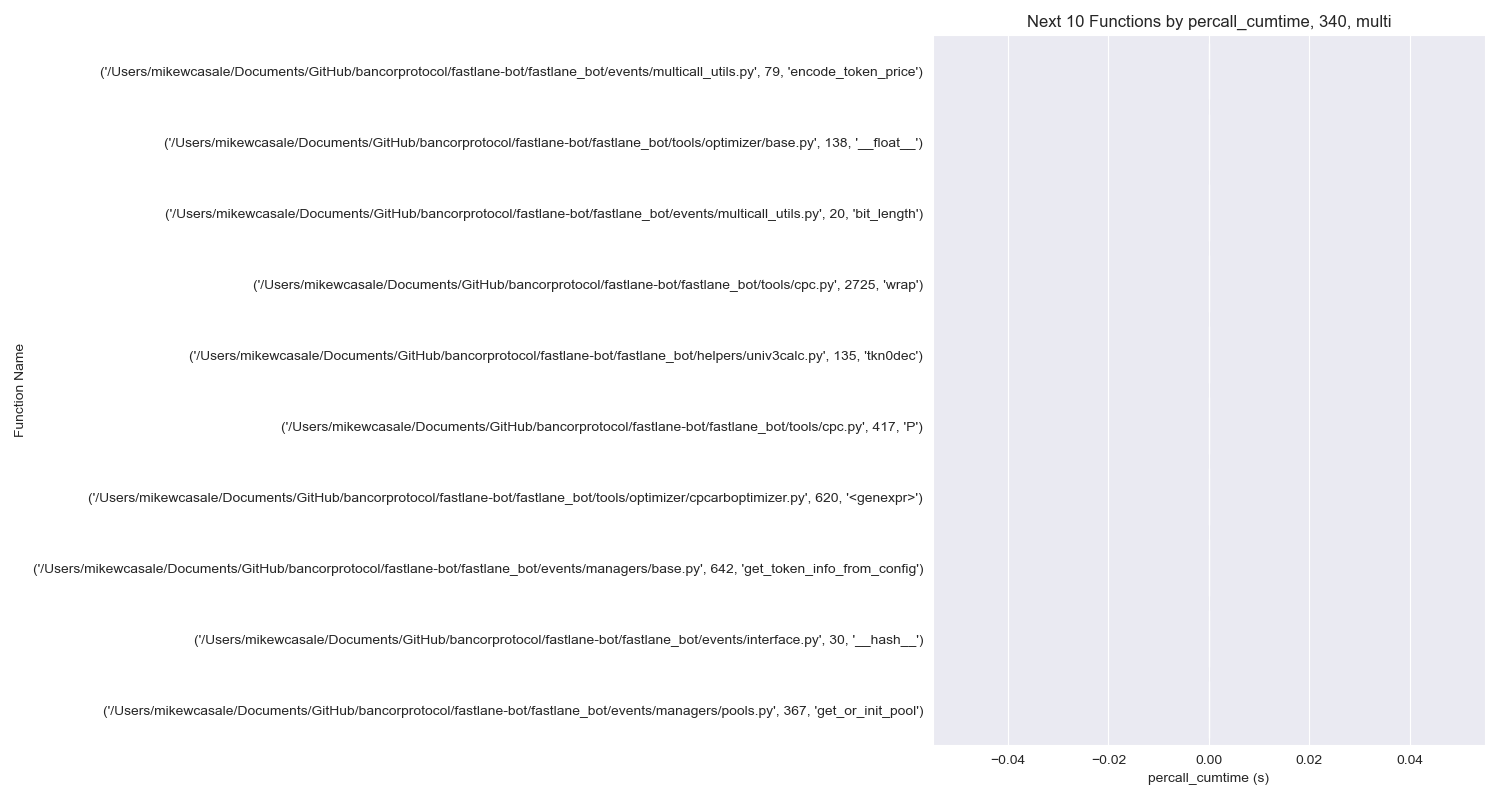 Next 10 Functions by percall_cumtime, 340, multi
('/Users/mikewcasale/Documents/GitHub/bancorprotocol/fastlane-bot/fastlane_bot/events/multicall_utils.py', 79, 'encode_token_price')
('/Users/mikewcasale/Documents/GitHub/bancorprotocol/fastlane-bot/fastlane_bot/tools/optimizer/base.py', 138, '__float__')
('/Users/mikewcasale/Documents/GitHub/bancorprotocol/fastlane-bot/fastlane_bot/events/multicall_utils.py', 20, 'bit_length')
('/Users/mikewcasale/Documents/GitHub/bancorprotocol/fastlane-bot/fastlane_bot/tools/cpc.py', 2725, 'wrap')
('/Users/mikewcasale/Documents/GitHub/bancorprotocol/fastlane-bot/fastlane_bot/helpers/univ3calc.py', 135, 'tkn0dec')
Function Name
('/Users/mikewcasale/Documents/GitHub/bancorprotocol/fastlane-bot/fastlane_bot/tools/cpc.py', 417, 'P')
('/Users/mikewcasale/Documents/GitHub/bancorprotocol/fastlane-bot/fastlane_bot/tools/optimizer/cpcarboptimizer.py', 620, '<genexpr>')
('/Users/mikewcasale/Documents/GitHub/bancorprotocol/fastlane-bot/fastlane_bot/events/managers/base.py', 642, 'get_token_info_from_config')
('/Users/mikewcasale/Documents/GitHub/bancorprotocol/fastlane-bot/fastlane_bot/events/interface.py', 30, '__hash__')
('/Users/mikewcasale/Documents/GitHub/bancorprotocol/fastlane-bot/fastlane_bot/events/managers/pools.py', 367, 'get_or_init_pool')
−0.04 −0.02 0.00 0.02 0.04
percall_cumtime (s)